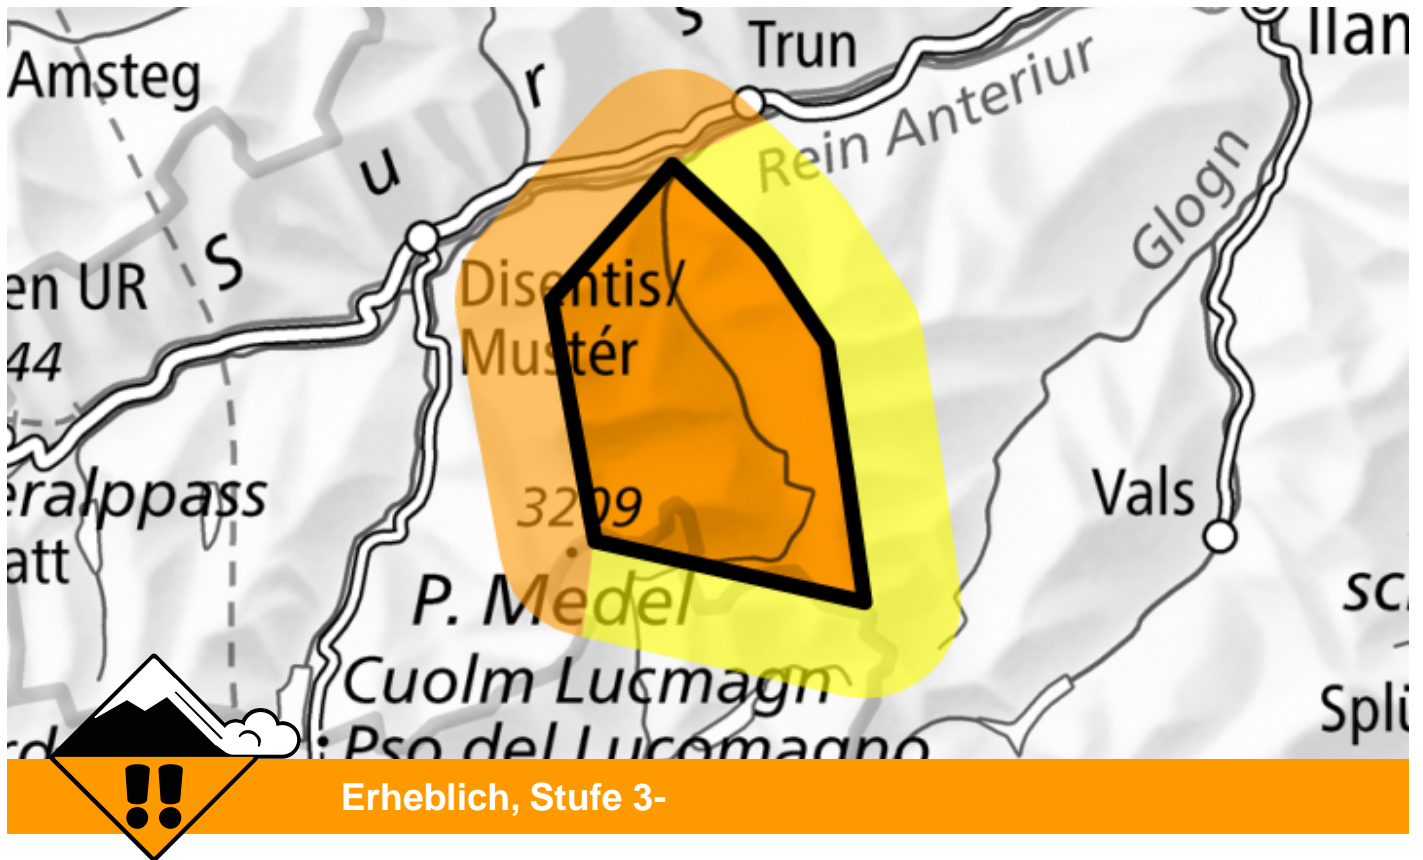 Trun
Ilan
Amsteg
Rein Anteriur
S
u
r
s
Glogn
en UR
Disentis/
Mustér
44
eralppass
att
3209
Vals
P. Medel
Cuolm Lucmagn
Pso del Lucomagno
Splü
Erheblich, Stufe 3-